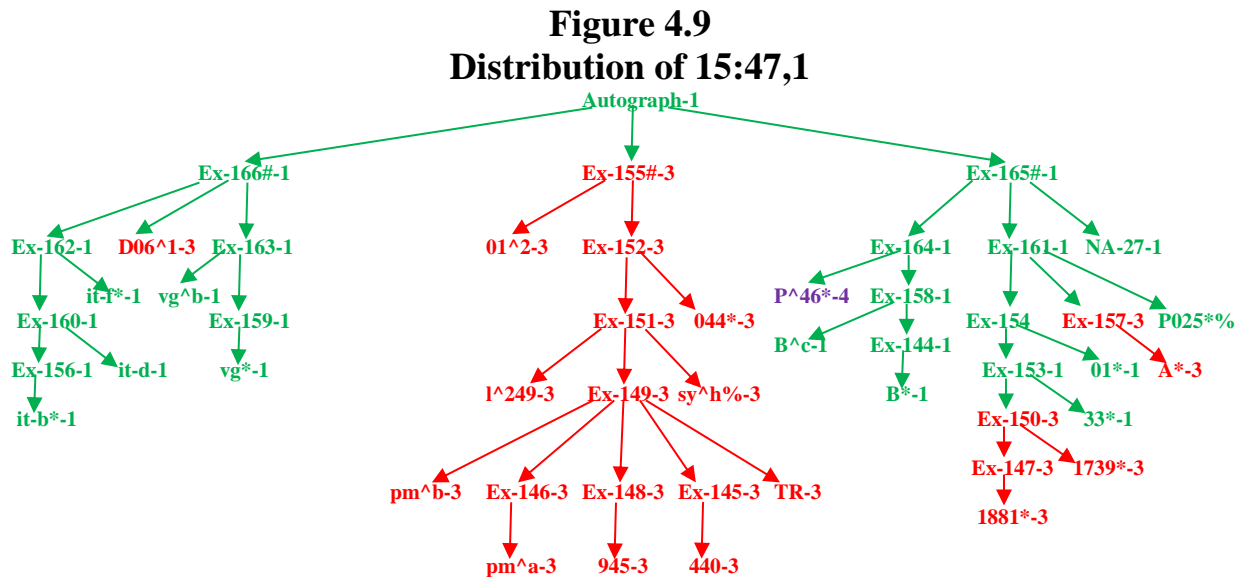 Figure 4.9
Distribution of 15:47,1
Autograph-1
Ex-166#-1 Ex-155#-3 Ex-165#-1
Ex-162-1 D06^1-3 Ex-163-1 01^2-3 Ex-152-3 Ex-164-1 Ex-161-1 NA-27-1
it-f*-1 vg^b-1 P^46*-4 Ex-158-1
Ex-160-1 Ex-159-1 Ex-151-3 044*-3 Ex-154 Ex-157-3 P025*%
B^c-1 Ex-144-1
Ex-156-1 it-d-1 vg*-1 Ex-153-1 01*-1 A*-3
l^249-3 Ex-149-3 sy^h%-3 B*-1
it-b*-1 Ex-150-3 33*-1
Ex-147-3 1739*-3
pm^b-3 Ex-146-3 Ex-148-3 Ex-145-3 TR-3
1881*-3
pm^a-3 945-3 440-3